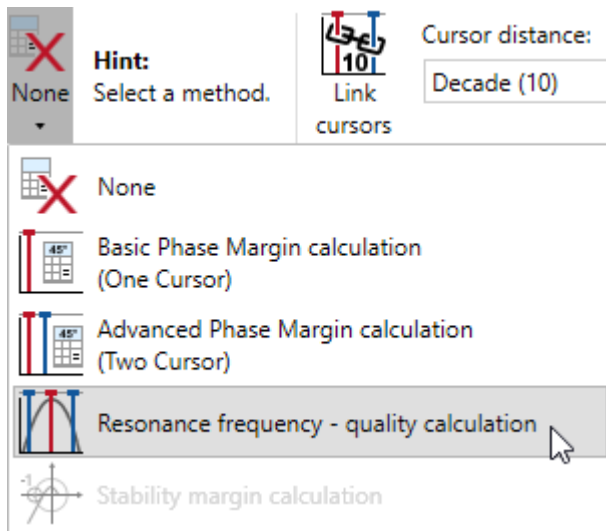 None
Hint:
Select a method.
10
Link
cursors
Cursor distance:
Decade (10)
None
45°
Basic Phase Margin calculation
(One Cursor)
45°
Advanced Phase Margin calculation
(Two Cursor)
Resonance frequency - quality calculation
-1
Stability margin calculation